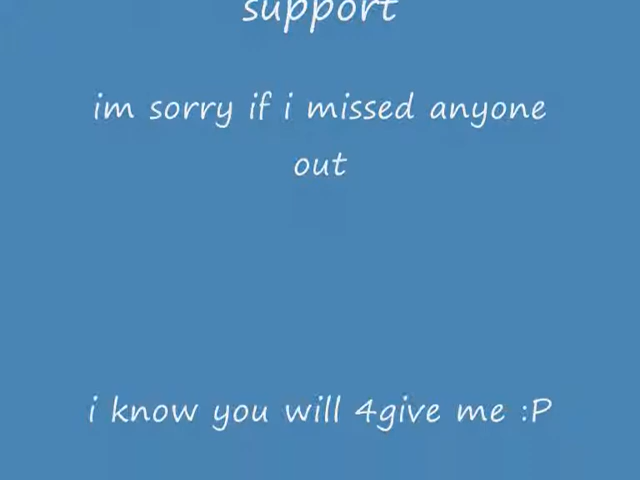 support
im sorry if i missed anyone
out
i know you will 4give me :P